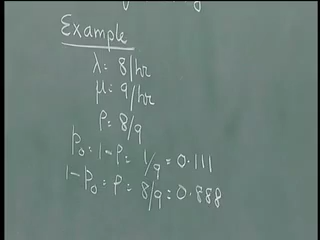 Example
λ = 8/hr
μ = 9/hr
ρ = 8/9
P₀ = 1-ρ = 1/9 = 0.111
1-P₀ = ρ = 8/9 = 0.888